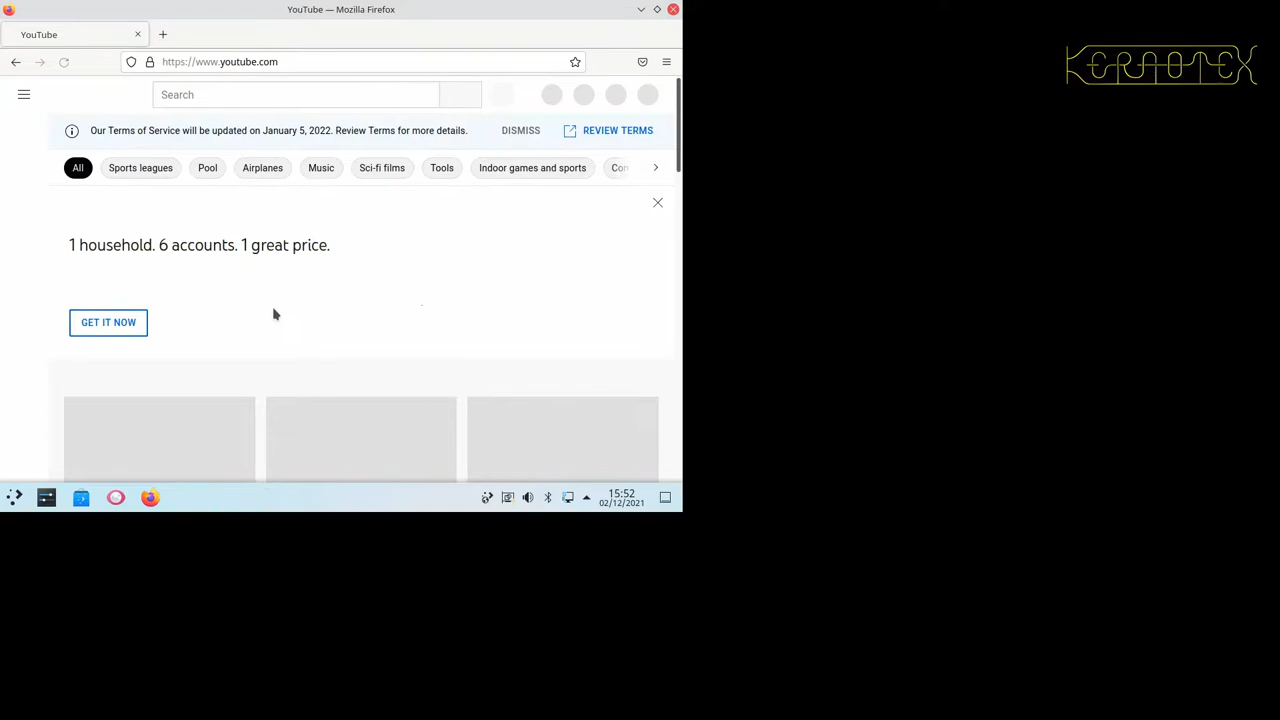 YouTube — Mozilla Firefox
YouTube
https://www.youtube.com
Search
Our Terms of Service will be updated on January 5, 2022. Review Terms for more details. DISMISS REVIEW TERMS
All Sports leagues Pool Airplanes Music Sci-fi films Tools Indoor games and sports Con
1 household. 6 accounts. 1 great price.
GET IT NOW
15:52
02/12/2021
KERAOTEX